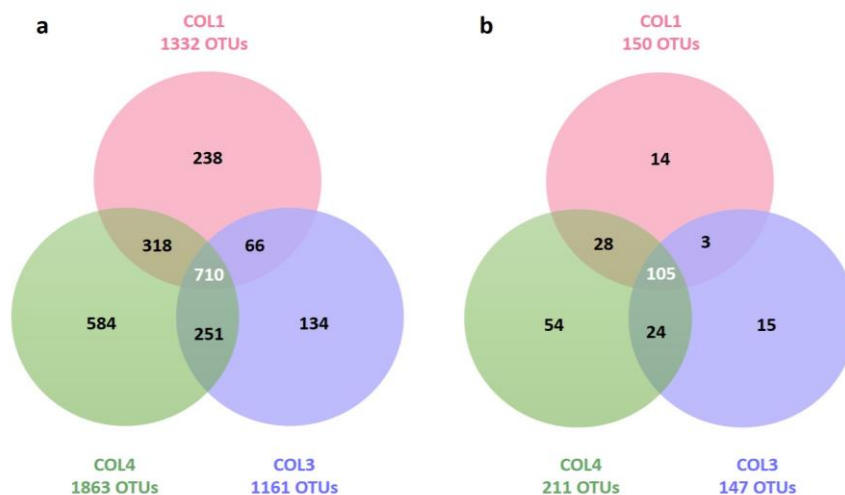 a
COL1
1332 OTUs
238
318
66
710
584
251
134
COL4
1863 OTUs
COL3
1161 OTUs
b
COL1
150 OTUs
14
28
3
105
54
24
15
COL4
211 OTUs
COL3
147 OTUs